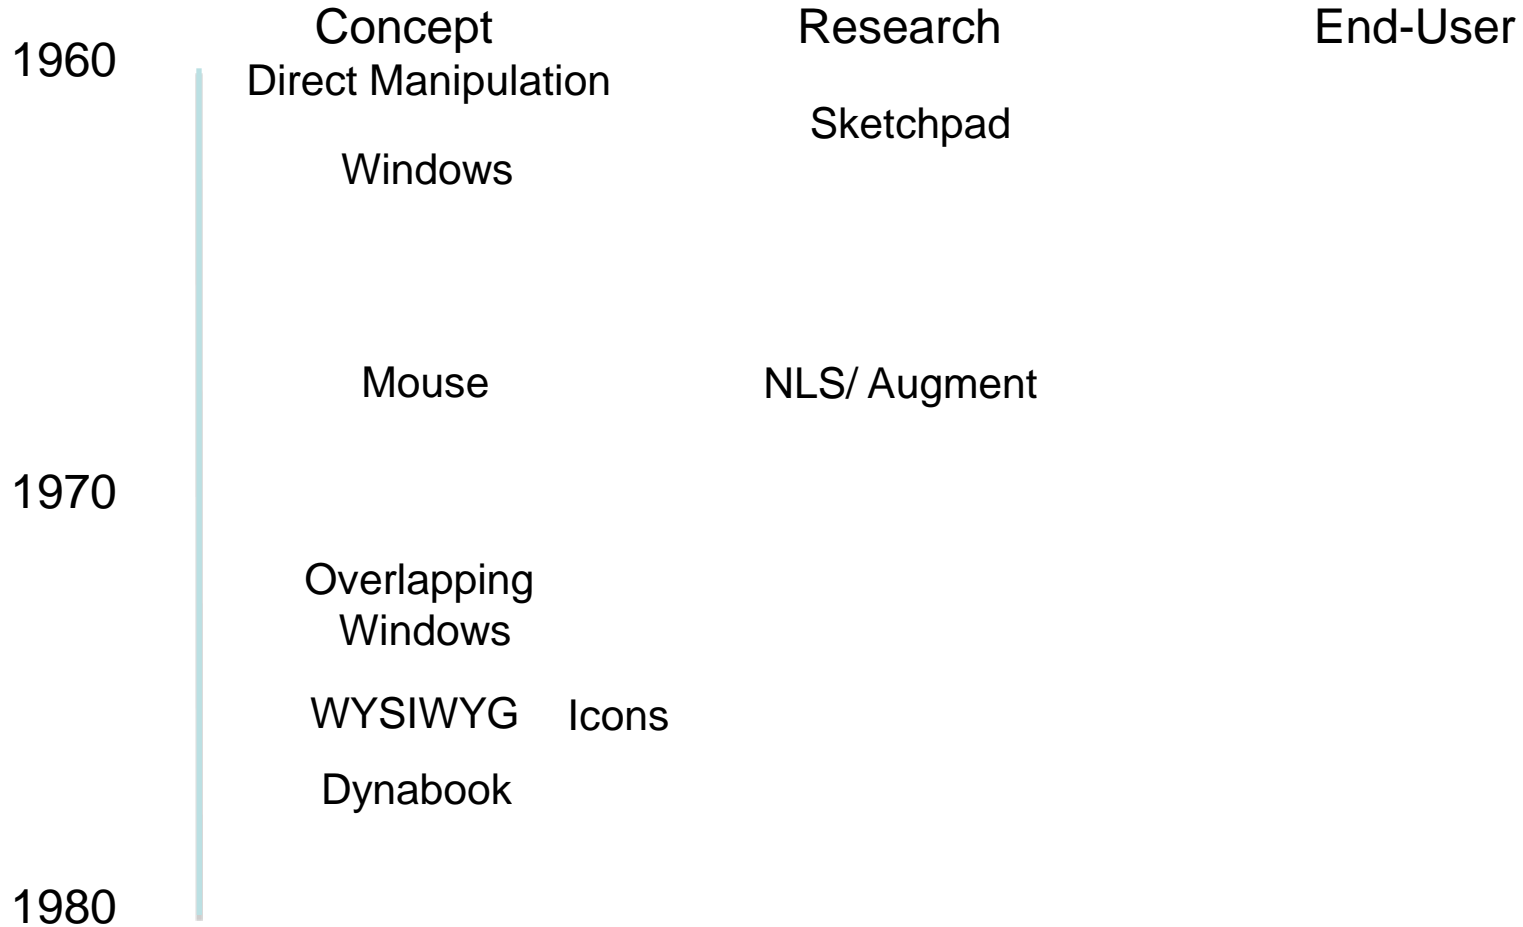 Concept Research End-User
1960
Direct Manipulation
Sketchpad
Windows
Mouse NLS/ Augment
1970
Overlapping
Windows
WYSIWYG Icons
Dynabook
1980